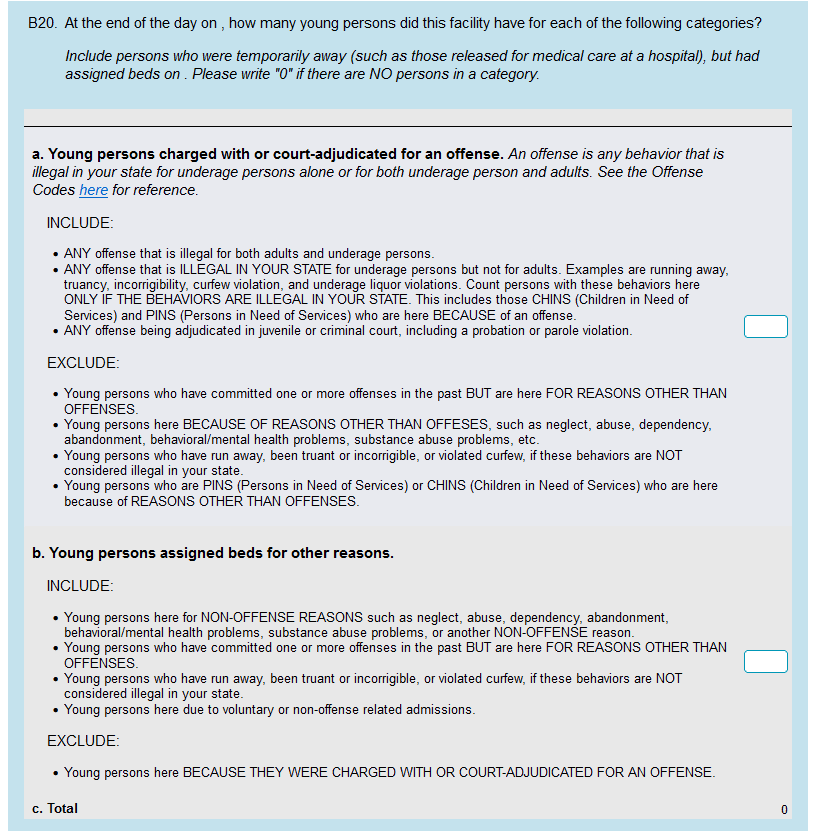 B20. At the end of the day on , how many young persons did this facility have for each of the following categories?
Include persons who were temporarily away (such as those released for medical care at a hospital), but had
assigned beds on . Please write "0" if there are NO persons in a category.
a. Young persons charged with or court-adjudicated for an offense. An offense is any behavior that is
illegal in your state for underage persons alone or for both underage person and adults. See the Offense
Codes here for reference.
INCLUDE:
• ANY offense that is illegal for both adults and underage persons.
• ANY offense that is ILLEGAL IN YOUR STATE for underage persons but not for adults. Examples are running away,
truancy, incorrigibility, curfew violation, and underage liquor violations. Count persons with these behaviors here
ONLY IF THE BEHAVIORS ARE ILLEGAL IN YOUR STATE. This includes those CHINS (Children in Need of
Services) and PINS (Persons in Need of Services) who are here BECAUSE of an offense.
• ANY offense being adjudicated in juvenile or criminal court, including a probation or parole violation.
EXCLUDE:
• Young persons who have committed one or more offenses in the past BUT are here FOR REASONS OTHER THAN
OFFENSES.
• Young persons here BECAUSE OF REASONS OTHER THAN OFFESES, such as neglect, abuse, dependency,
abandonment, behavioral/mental health problems, substance abuse problems, etc.
• Young persons who have run away, been truant or incorrigible, or violated curfew, if these behaviors are NOT
considered illegal in your state.
• Young persons who are PINS (Persons in Need of Services) or CHINS (Children in Need of Services) who are here
because of REASONS OTHER THAN OFFENSES.
b. Young persons assigned beds for other reasons.
INCLUDE:
• Young persons here for NON-OFFENSE REASONS such as neglect, abuse, dependency, abandonment,
behavioral/mental health problems, substance abuse problems, or another NON-OFFENSE reason.
• Young persons who have committed one or more offenses in the past BUT are here FOR REASONS OTHER THAN
OFFENSES.
• Young persons who have run away, been truant or incorrigible, or violated curfew, if these behaviors are NOT
considered illegal in your state.
• Young persons here due to voluntary or non-offense related admissions.
EXCLUDE:
• Young persons here BECAUSE THEY WERE CHARGED WITH OR COURT-ADJUDICATED FOR AN OFFENSE.
c. Total 0